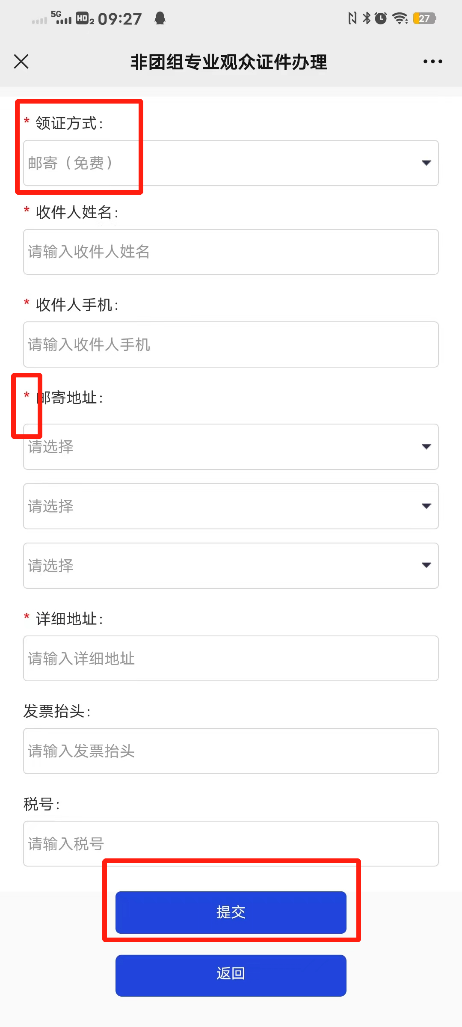 5G HD2 09:27 27
非团组专业观众证件办理
* 领证方式:
邮寄（免费）
* 收件人姓名:
请输入收件人姓名
* 收件人手机:
请输入收件人手机
* 邮寄地址:
请选择
请选择
请选择
* 详细地址:
请输入详细地址
发票抬头:
请输入发票抬头
税号:
请输入税号
提交
返回